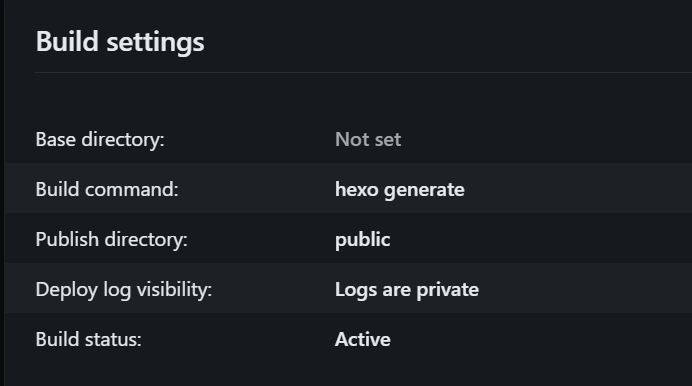 Build settings
Base directory: Not set
Build command: hexo generate
Publish directory: public
Deploy log visibility: Logs are private
Build status: Active